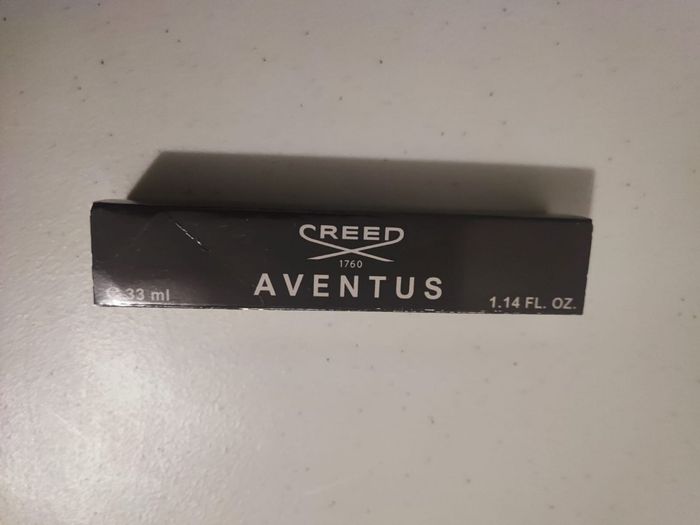 CREED
1760
AVENTUS
33 ml
1.14 FL. OZ.